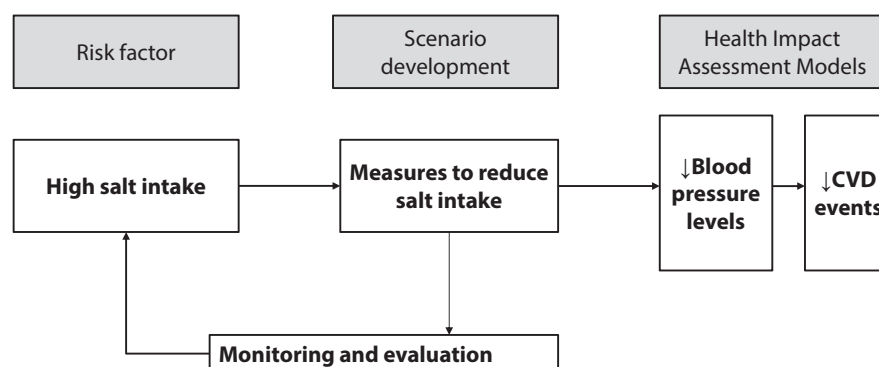 Risk factor
Scenario
development
Health Impact
Assessment Models
High salt intake
Measures to reduce
salt intake
↓Blood
pressure
levels
↓CVD
events
Monitoring and evaluation